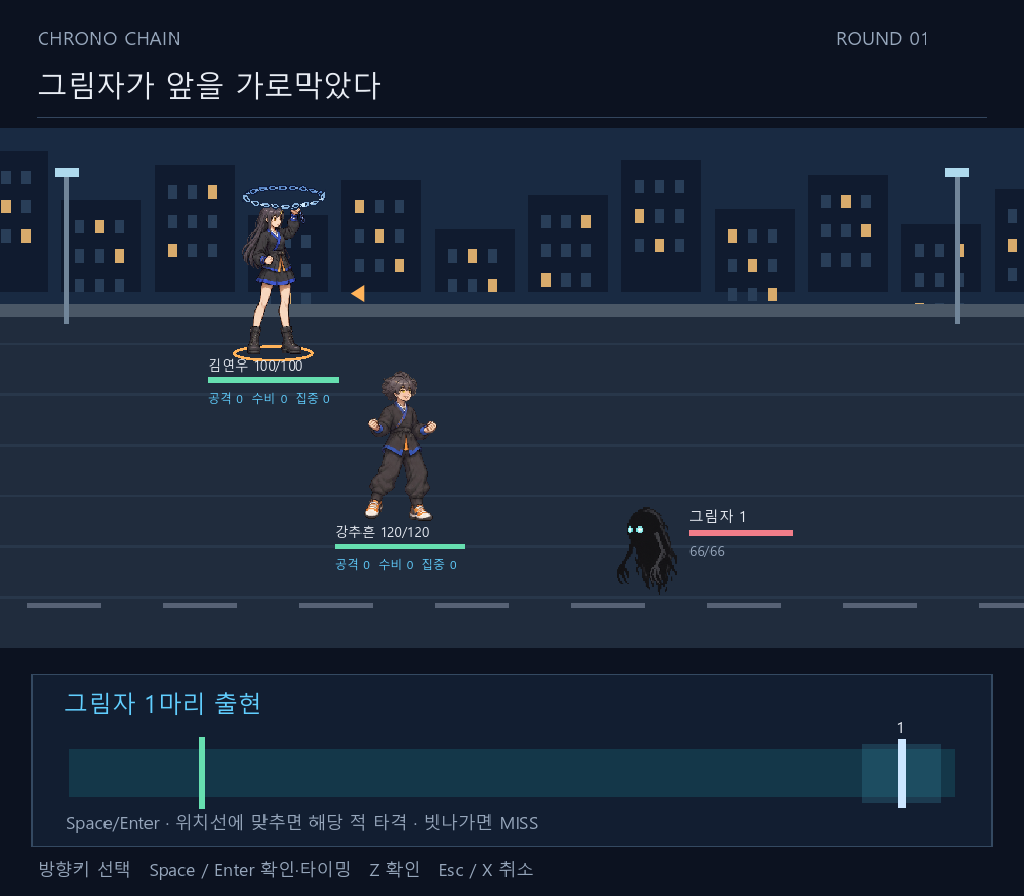 CHRONO CHAIN
ROUND 01
그림자가 앞을 가로막았다
김연우 100/100
공격 0 수비 0 집중 0
강추흔 120/120
공격 0 수비 0 집중 0
그림자 1
66/66
그림자 1마리 출현
1
Space/Enter · 위치선에 맞추면 해당 적 타격 · 빗나가면 MISS
방향키 선택 Space / Enter 확인·타이밍 Z 확인 Esc / X 취소